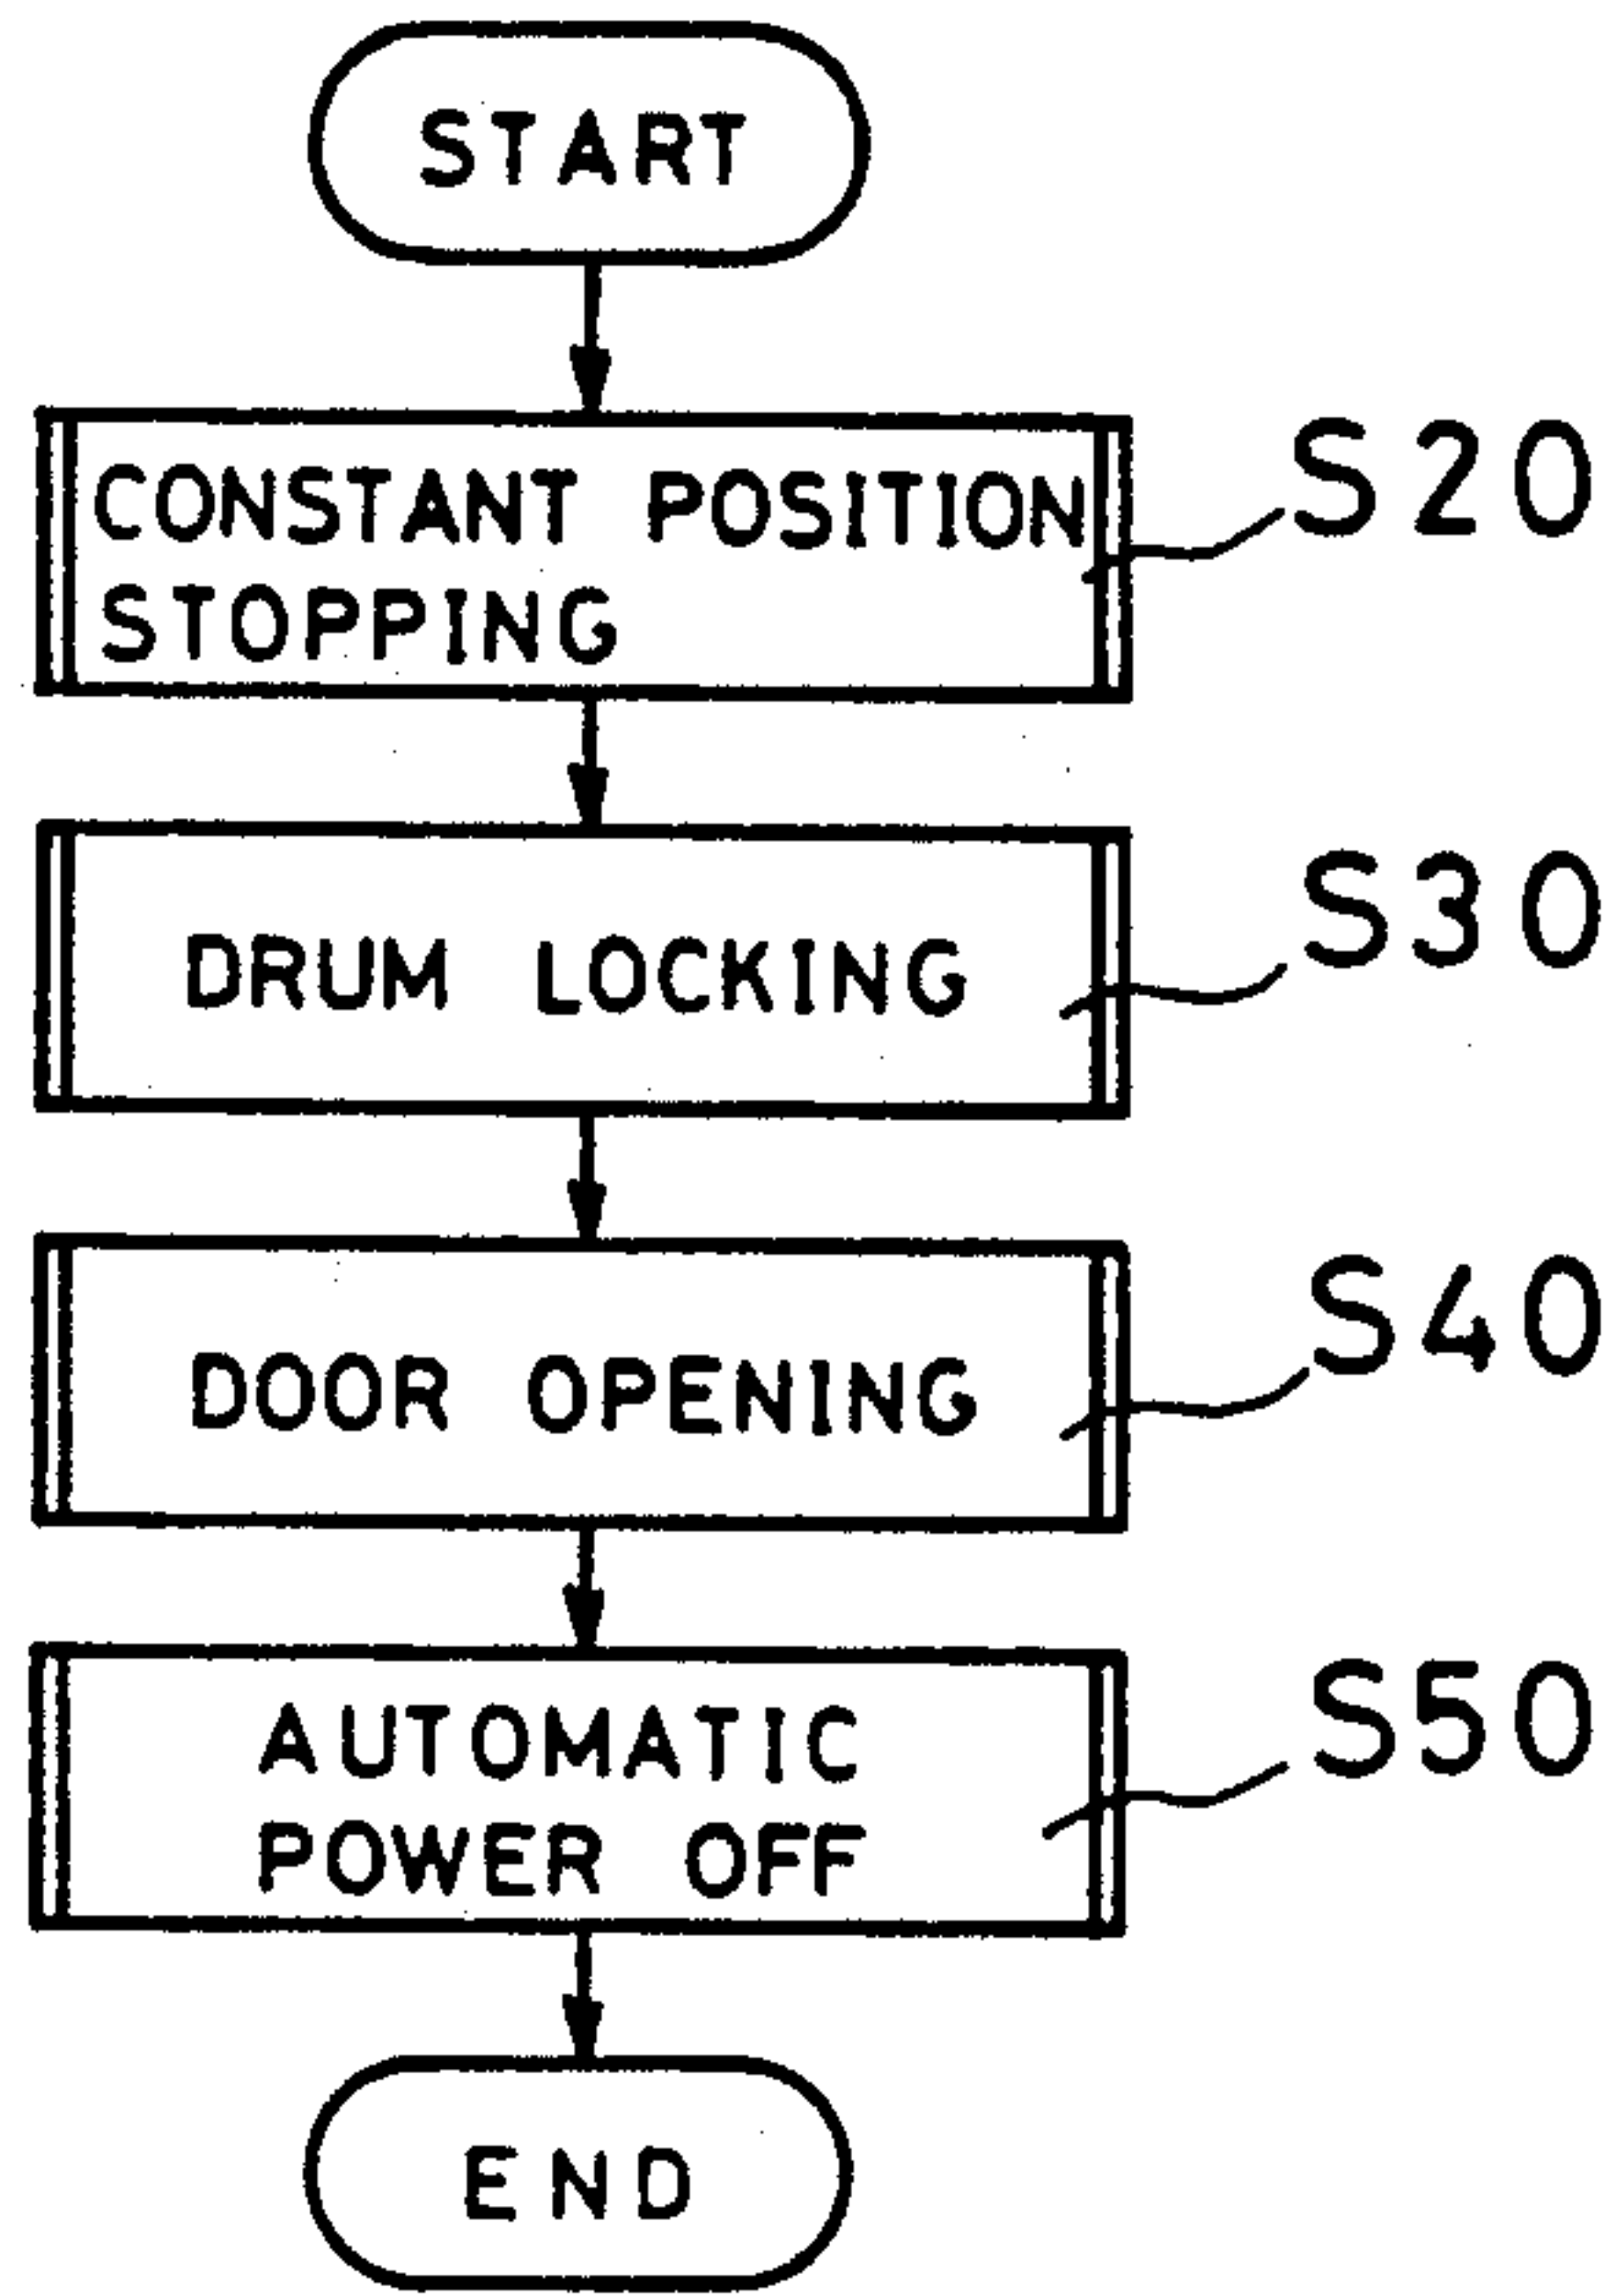 START
CONSTANT POSITION
STOPPING
S20
DRUM LOCKING
S30
DOOR OPENING
S40
AUTOMATIC
POWER OFF
S50
END